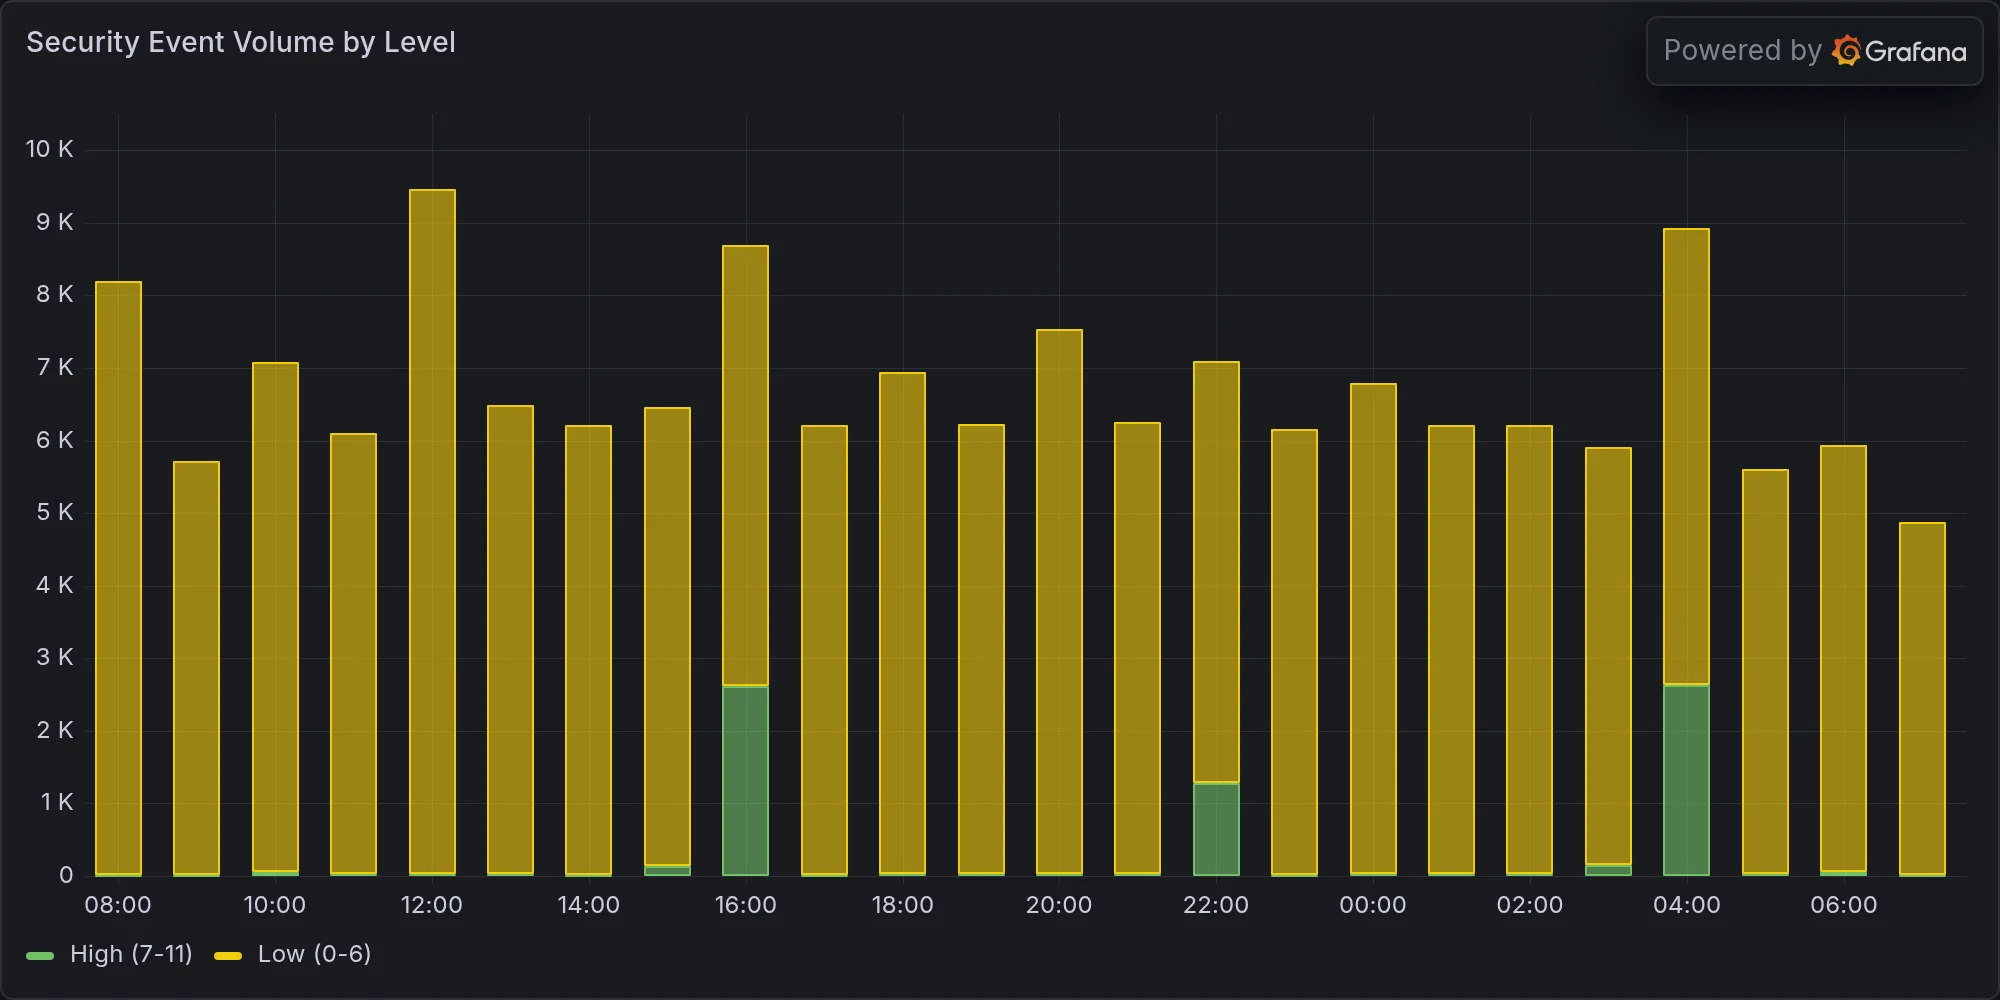 Security Event Volume by Level
Powered by Grafana
10 K
9 K
8 K
7 K
6 K
5 K
4 K
3 K
2 K
1 K
0
08:00 10:00 12:00 14:00 16:00 18:00 20:00 22:00 00:00 02:00 04:00 06:00
High (7-11) Low (0-6)